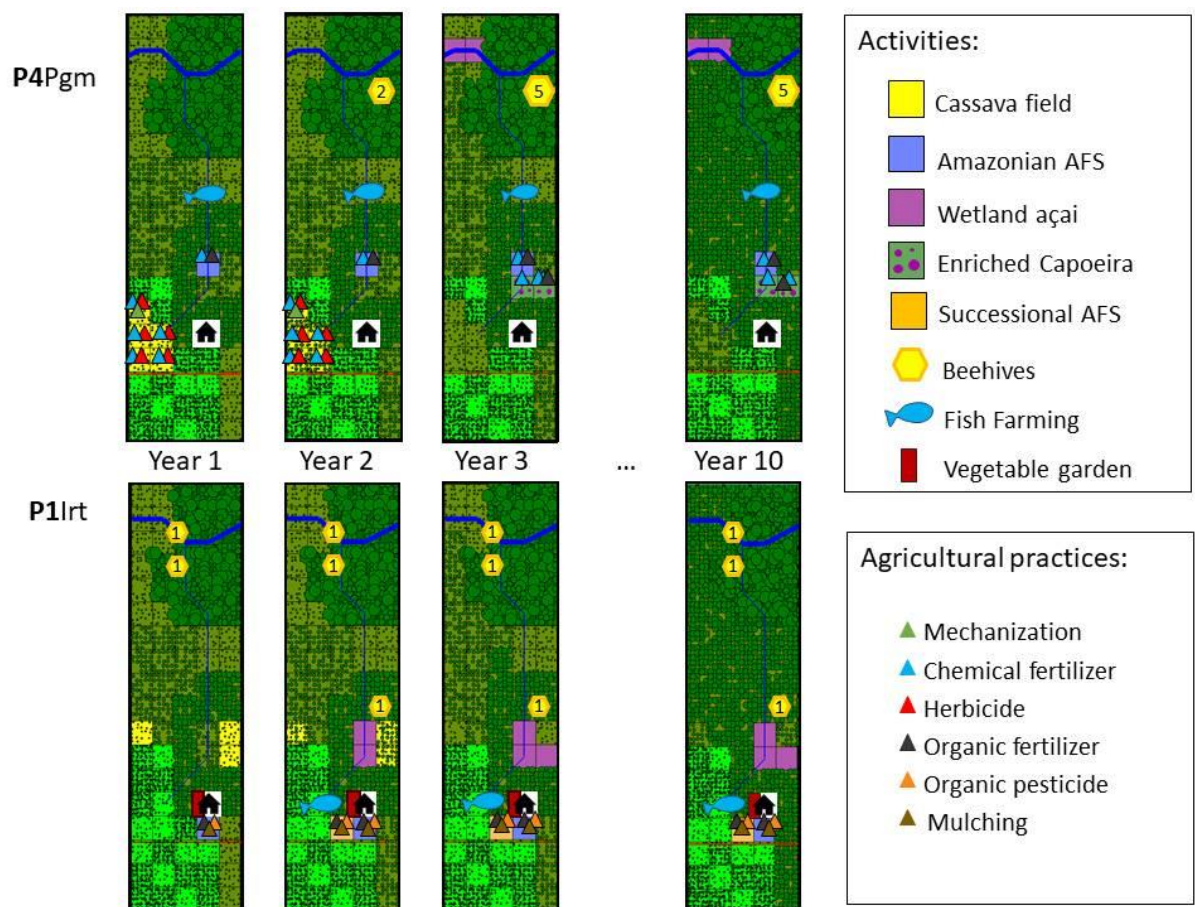 P4Pgm
2
5
5
Year 1
Year 2
Year 3
...
Year 10
P1lrt
1
1
1
1
1
1
1
1
1
1
1
Activities:
Cassava field
Amazonian AFS
Wetland açai
Enriched Capoeira
Successional AFS
Beehives
Fish Farming
Vegetable garden
Agricultural practices:
Mechanization
Chemical fertilizer
Herbicide
Organic fertilizer
Organic pesticide
Mulching